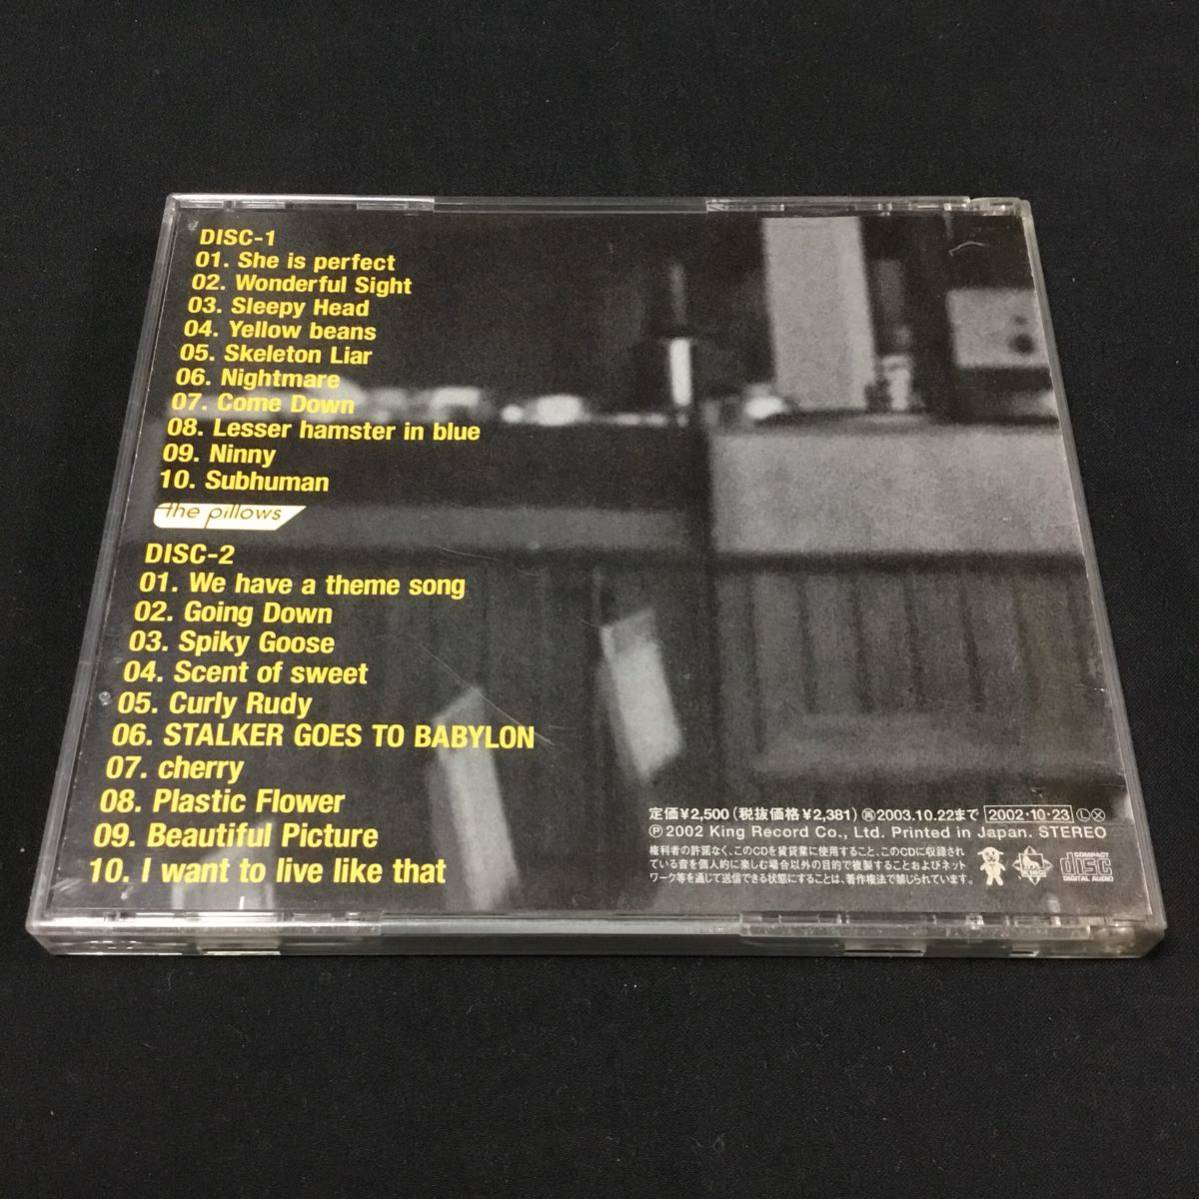 DISC-1
01. She is perfect
02. Wonderful Sight
03. Sleepy Head
04. Yellow beans
05. Skeleton Liar
06. Nightmare
07. Come Down
08. Lesser hamster in blue
09. Ninny
10. Subhuman
the pillows
DISC-2
01. We have a theme song
02. Going Down
03. Spiky Goose
04. Scent of sweet
05. Curly Rudy
06. STALKER GOES TO BABYLON
07. cherry
08. Plastic Flower
09. Beautiful Picture
10. I want to live like that
定価¥2,500(税抜価格¥2,381) ㊢2003.10.22まで 2002・10・23 Ⓛ Ⓧ
Ⓟ2002 King Record Co., Ltd. Printed in Japan. STEREO
権利者の許諾なく、このCDを賃貸業に使用すること、このCDに収録され
ている音を個人的に楽しむ場合以外の目的で複製することおよびネット
ワーク等を通じて送信できる状態にすることは、著作権法で禁じられています。
COMPACT
disc
DIGITAL AUDIO